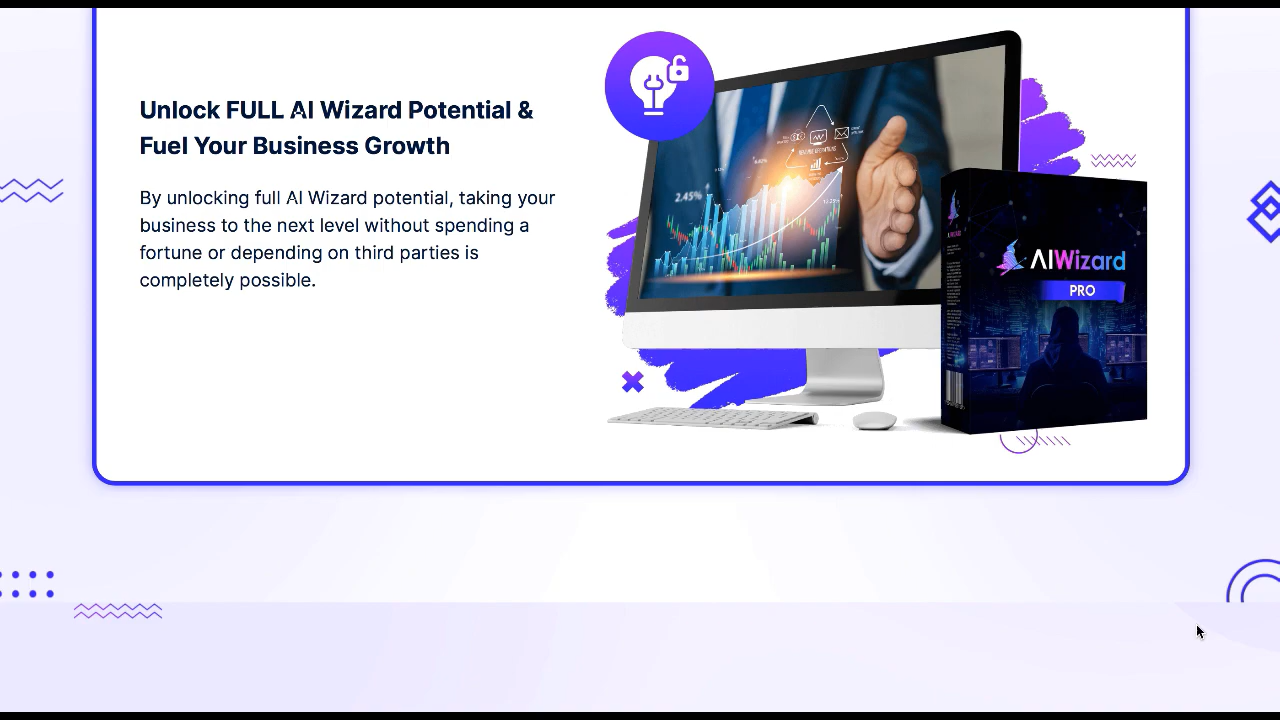 Unlock FULL AI Wizard Potential &
Fuel Your Business Growth
By unlocking full AI Wizard potential, taking your
business to the next level without spending a
fortune or depending on third parties is
completely possible.
2.45%
AIWizard
PRO